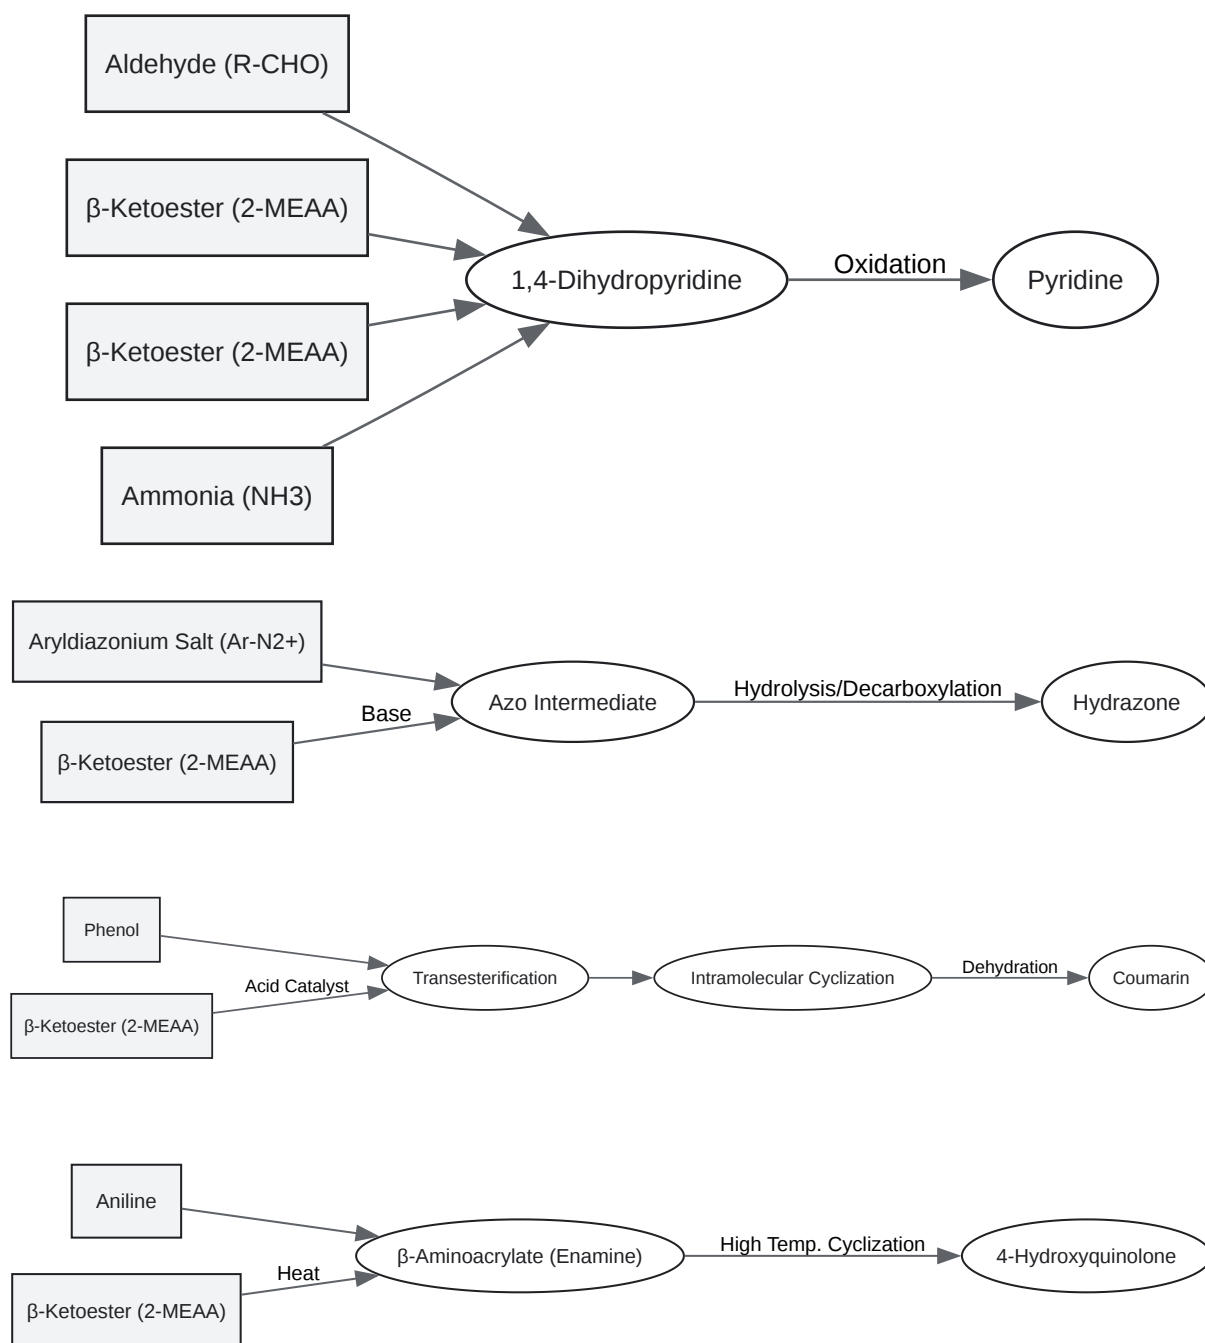 Aldehyde (R-CHO)
β-Ketoester (2-MEAA)
β-Ketoester (2-MEAA)
Ammonia (NH3)
1,4-Dihydropyridine
Oxidation
Pyridine
Aryldiazonium Salt (Ar-N2+)
β-Ketoester (2-MEAA)
Base
Azo Intermediate
Hydrolysis/Decarboxylation
Hydrazone
Phenol
β-Ketoester (2-MEAA)
Acid Catalyst
Transesterification
Intramolecular Cyclization
Dehydration
Coumarin
Aniline
β-Ketoester (2-MEAA)
Heat
β-Aminoacrylate (Enamine)
High Temp. Cyclization
4-Hydroxyquinolone